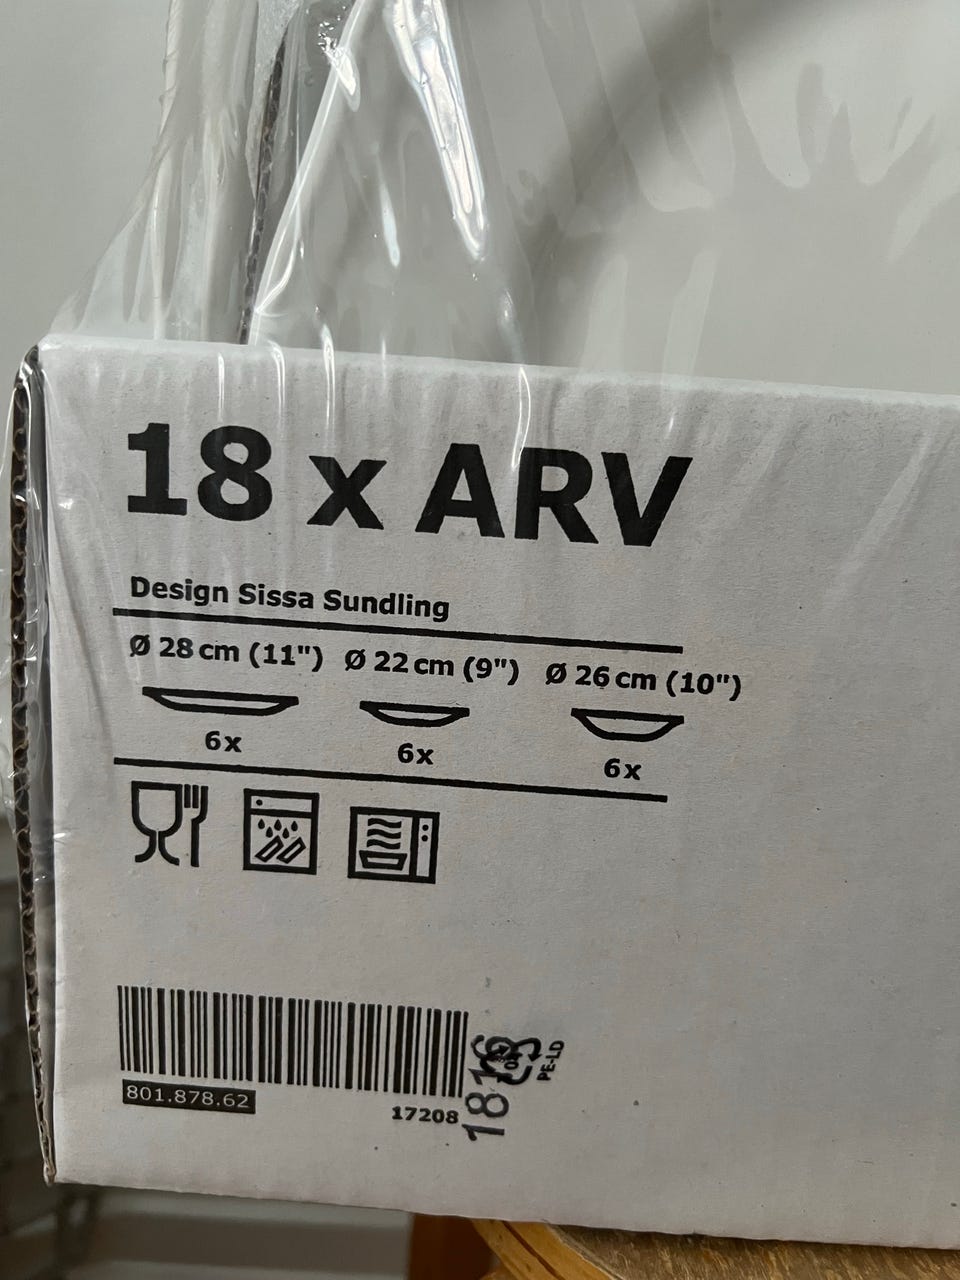 18 x ARV
Design Sissa Sundling
Ø 28 cm (11") Ø 22 cm (9") Ø 26 cm (10")
6x 6x 6x
801.878.62
17208
1816
PE-LD